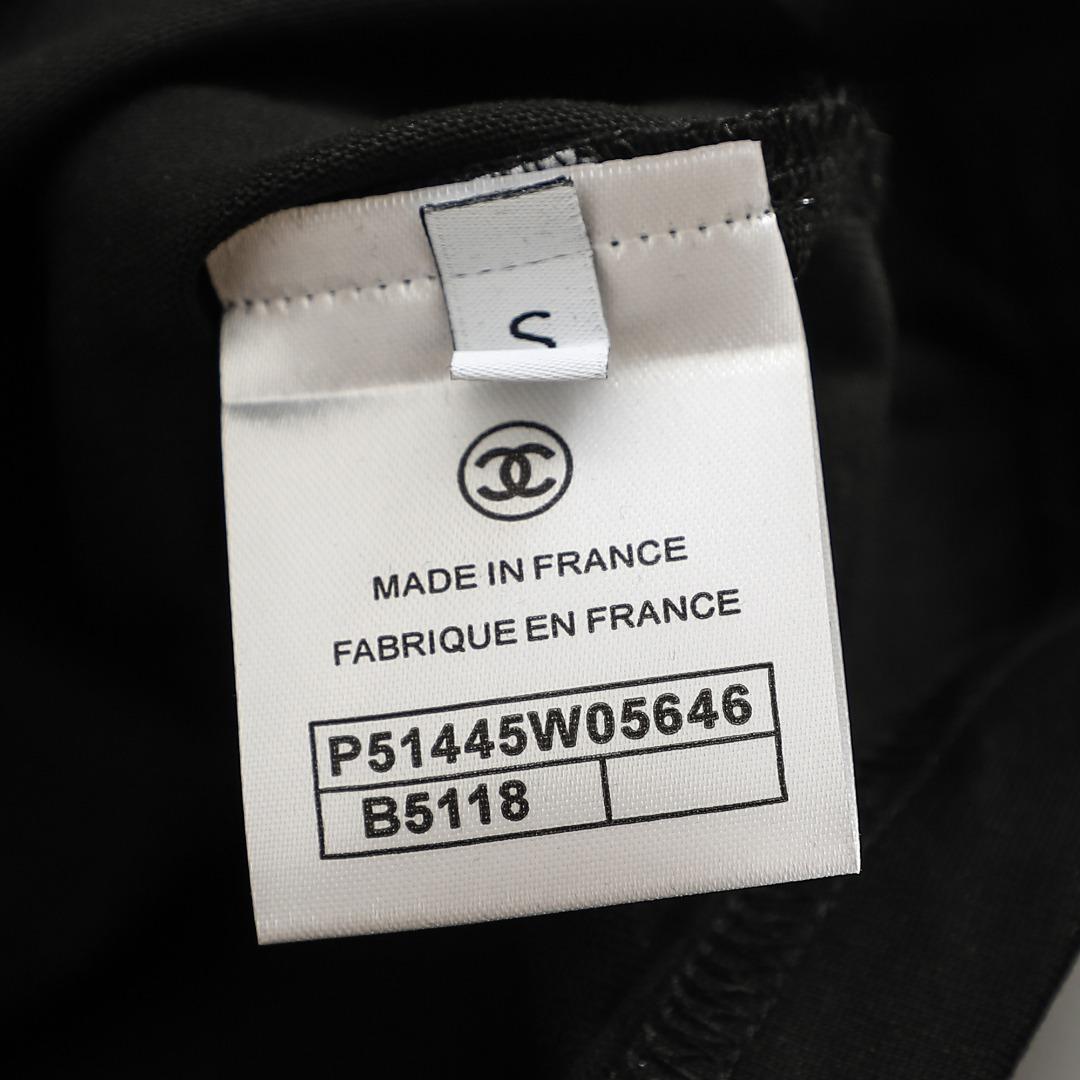 S
MADE IN FRANCE
FABRIQUE EN FRANCE
P51445W05646
B5118